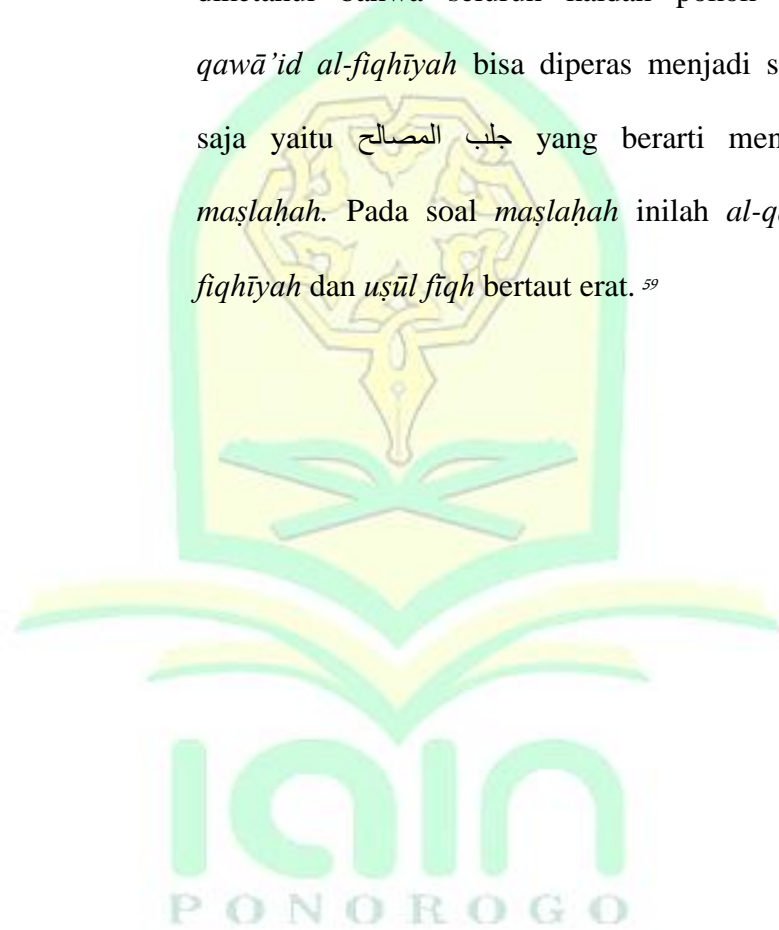 qawā'id al-fiqhīyah bisa diperas menjadi
saja yaitu جلب المصالح yang berarti
maṣlaḥah. Pada soal maṣlaḥah inilah
fiqhīyah dan uṣūl fīqh bertaut erat. 59
IAIN
PONOROGO